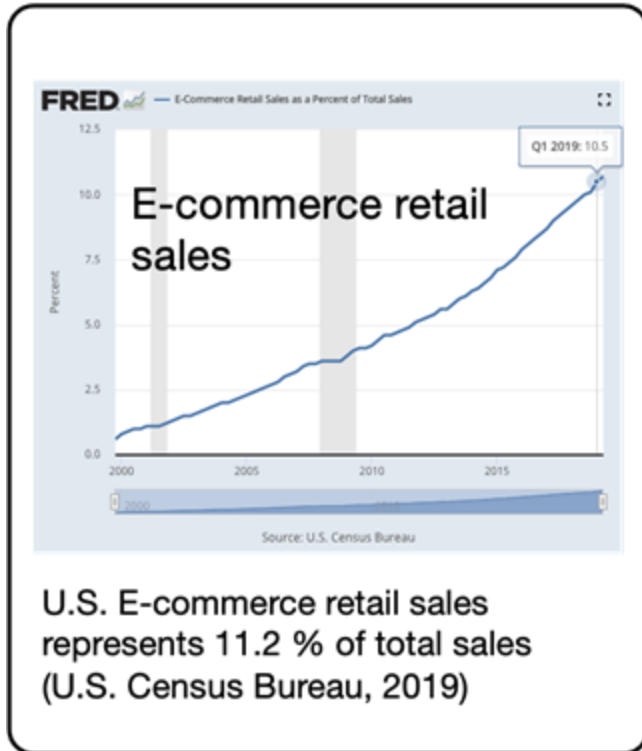 FRED — E-Commerce Retail Sales as a Percent of Total Sales
12.5
Q1 2019: 10.5
10.0
E-commerce retail
sales
7.5
Percent
5.0
2.5
0.0
2000 2005 2010 2015
2000
Source: U.S. Census Bureau
U.S. E-commerce retail sales
represents 11.2 % of total sales
(U.S. Census Bureau, 2019)